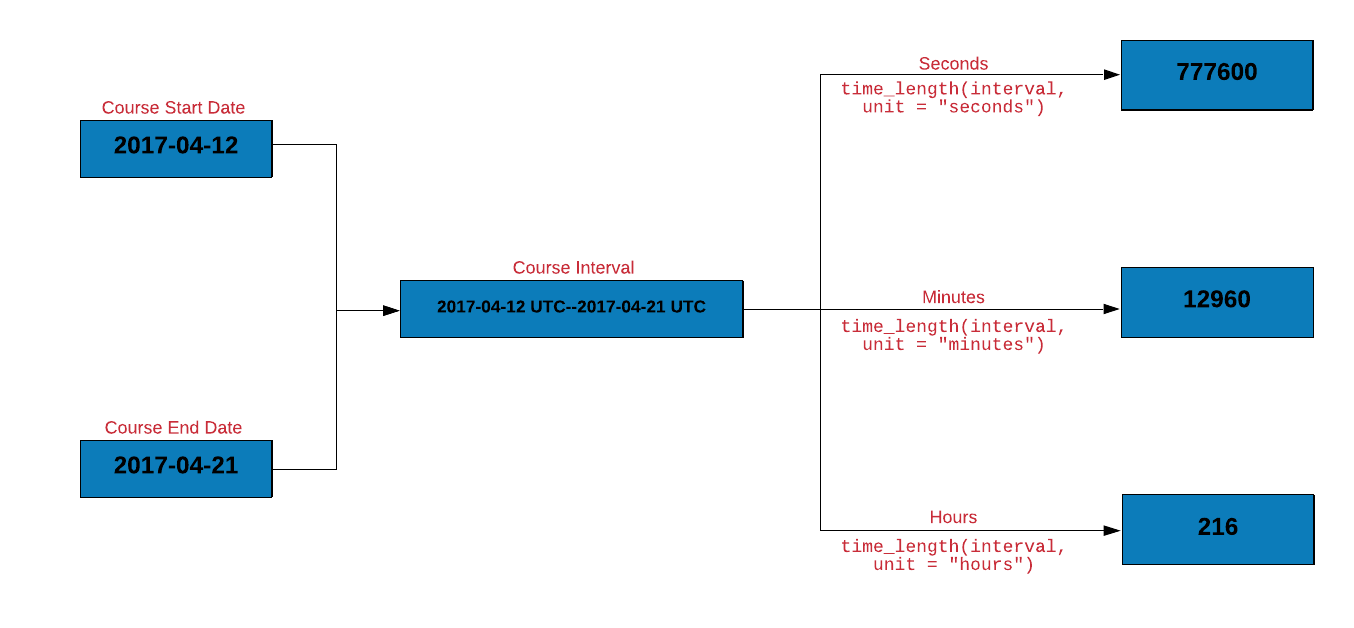 Course Start Date
2017-04-12
Course End Date
2017-04-21
Course Interval
2017-04-12 UTC--2017-04-21 UTC
Seconds
time_length(interval,
unit = "seconds")
777600
Minutes
time_length(interval,
unit = "minutes")
12960
Hours
time_length(interval,
unit = "hours")
216